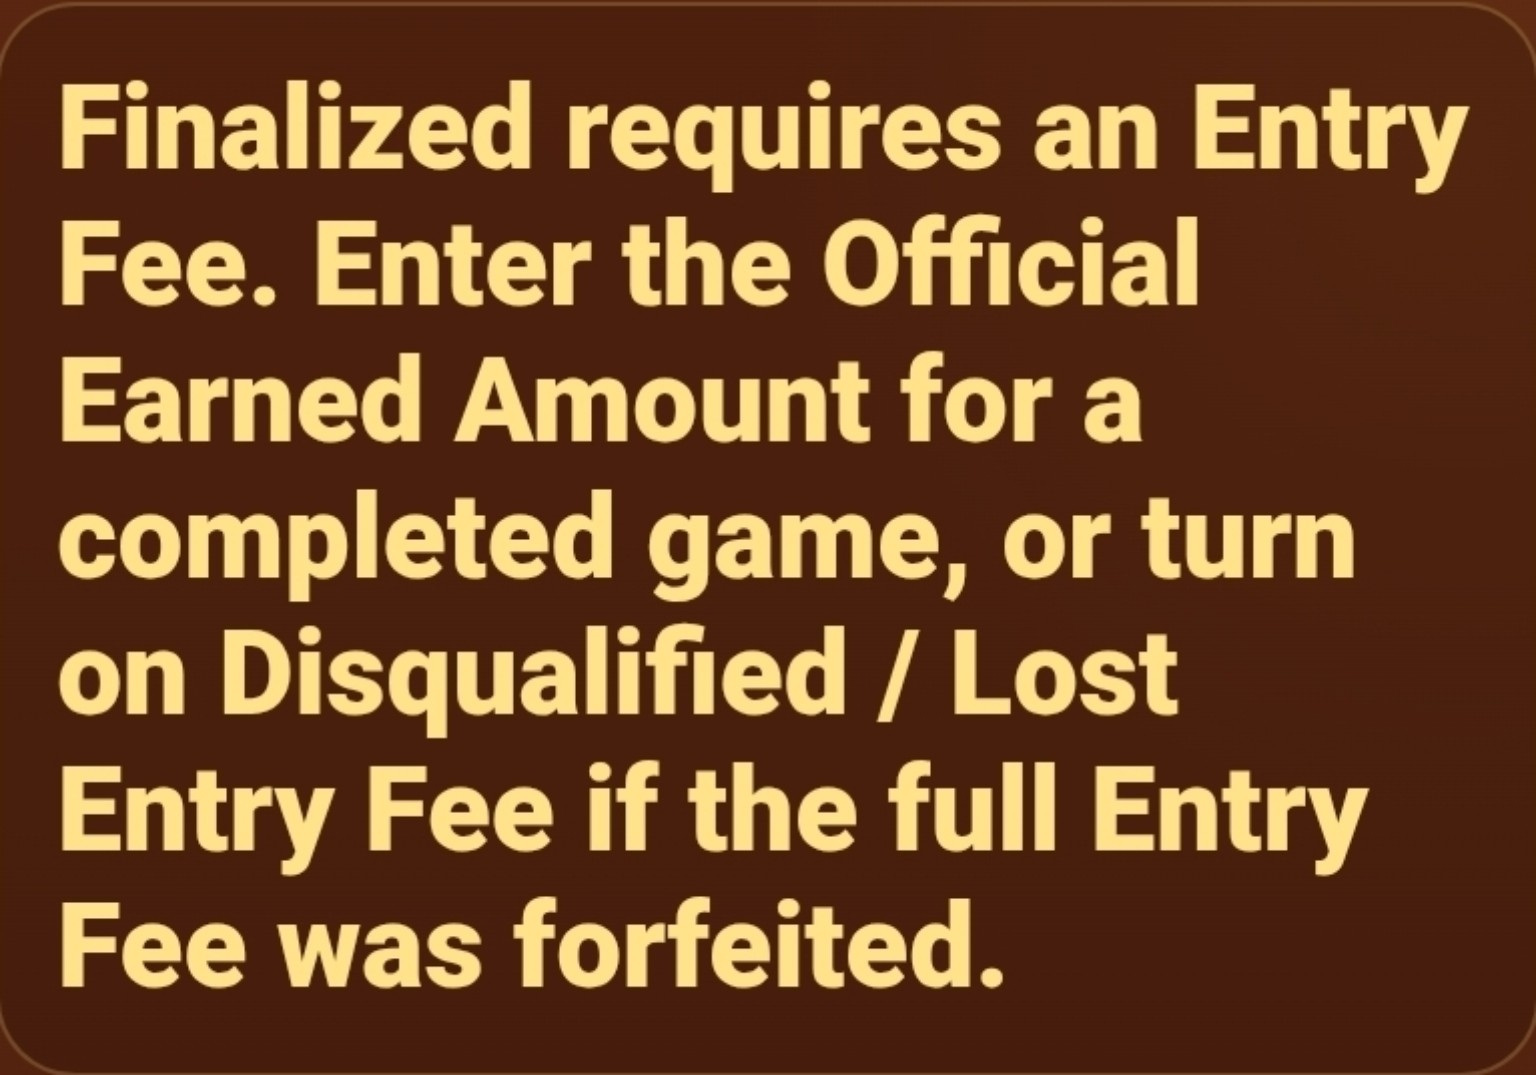 Finalized requires an Entry
Fee. Enter the Official
Earned Amount for a
completed game, or turn
on Disqualified / Lost
Entry Fee if the full Entry
Fee was forfeited.